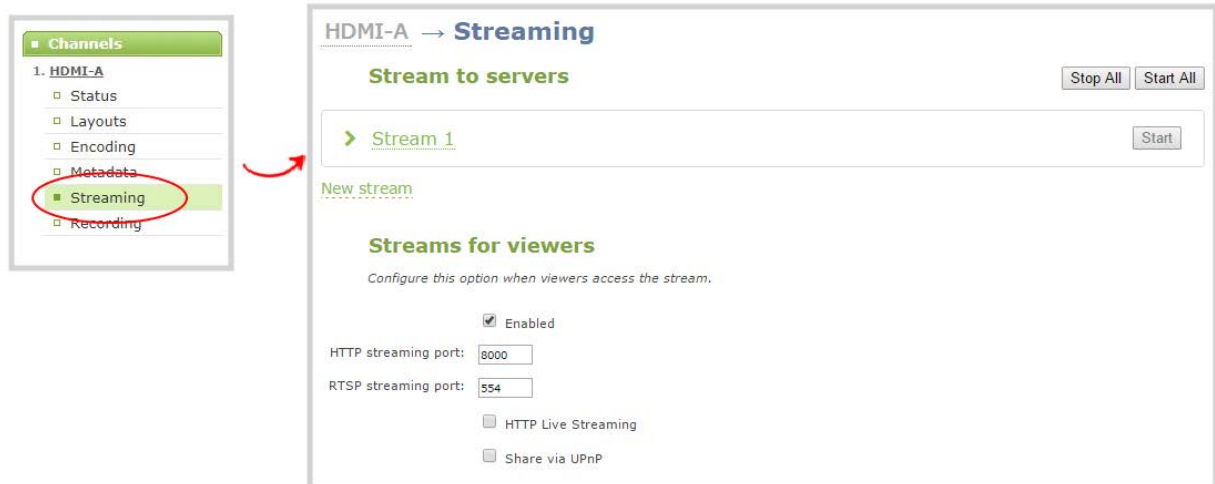 Channels
1. HDMI-A
Status
Layouts
Encoding
Metadata
Streaming
Recording
HDMI-A → Streaming
Stream to servers
Stop All Start All
Stream 1 Start
New stream
Streams for viewers
Configure this option when viewers access the stream.
Enabled
HTTP streaming port: 8000
RTSP streaming port: 554
HTTP Live Streaming
Share via UPnP